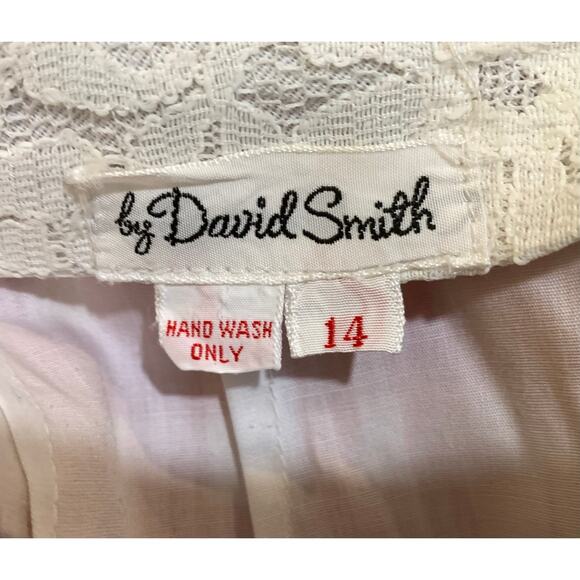 by David Smith
HAND WASH
ONLY
14